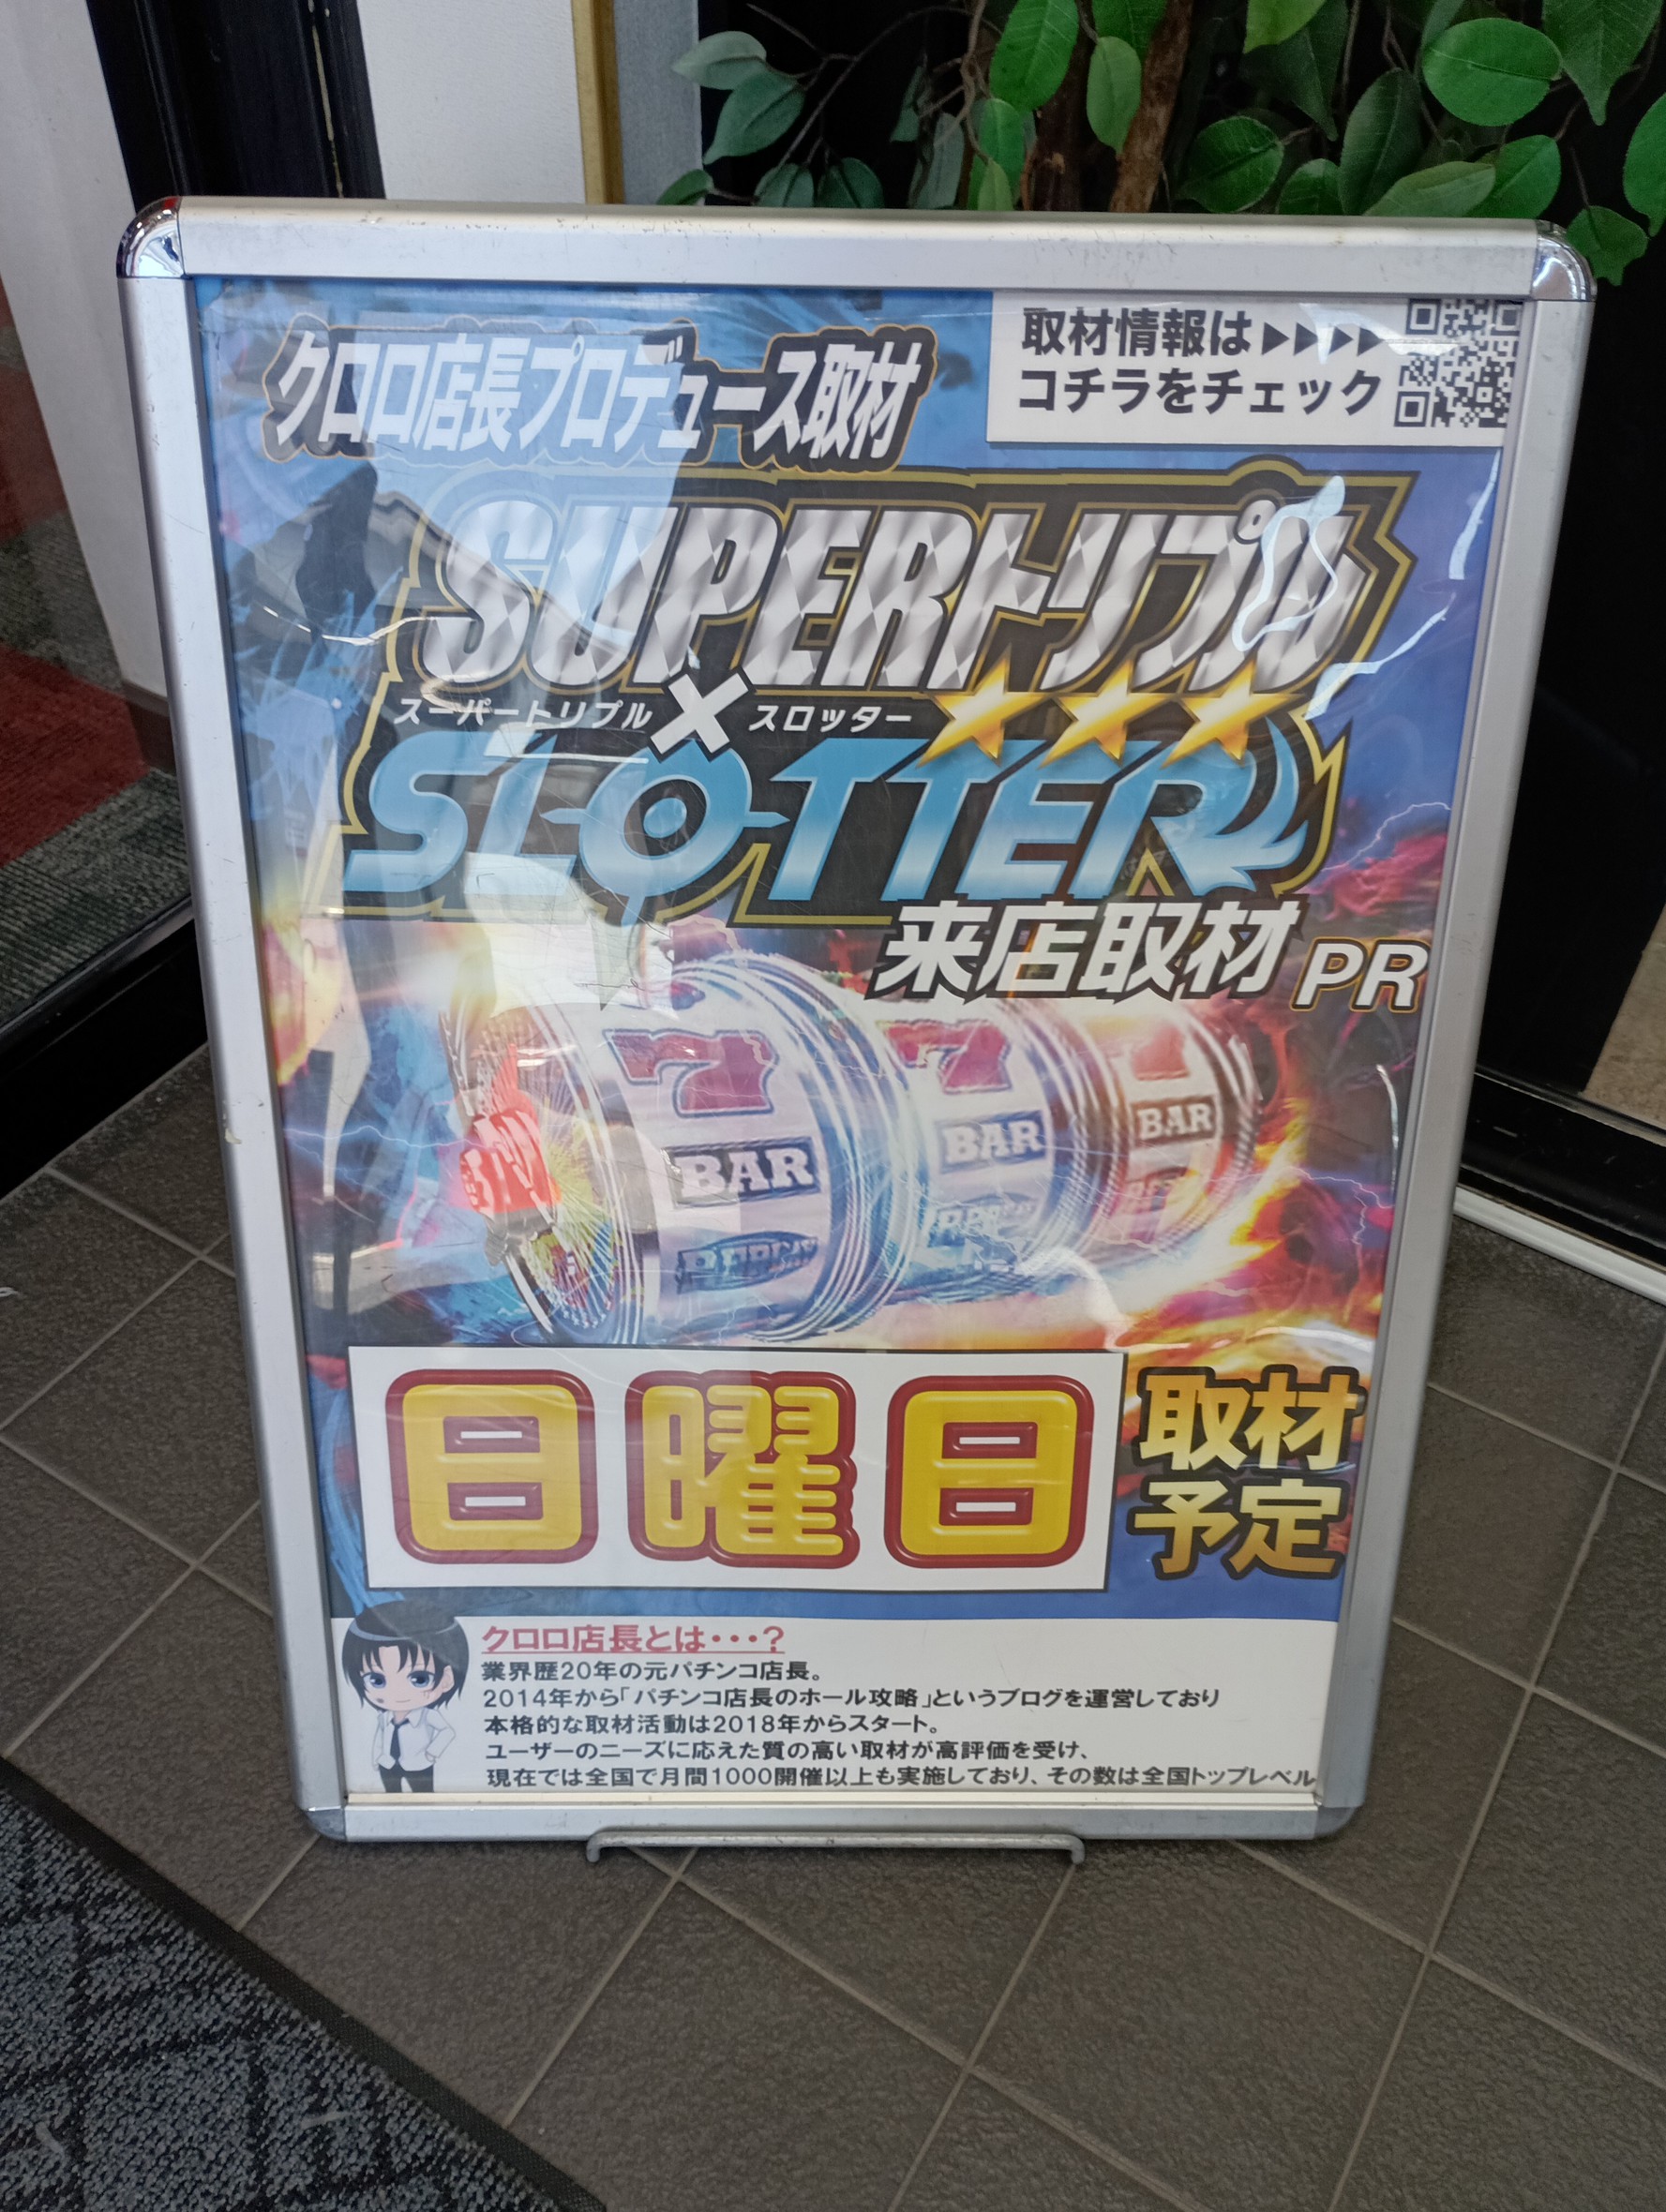 クロロ店長プロデュース取材
取材情報は▶▶▶▶
コチラをチェック
SUPERトリプル
スーパートリプル×スロッター
SLOTTER
来店取材 PR
7 7
BAR BAR BAR
日曜日
取材
予定
クロロ店長とは・・・?
業界歴20年の元パチンコ店長。
2014年から「パチンコ店長のホール攻略」というブログを運営しており
本格的な取材活動は2018年からスタート。
ユーザーのニーズに応えた質の高い取材が高評価を受け、
現在では全国で月間1000開催以上も実施しており、その数は全国トップレベル